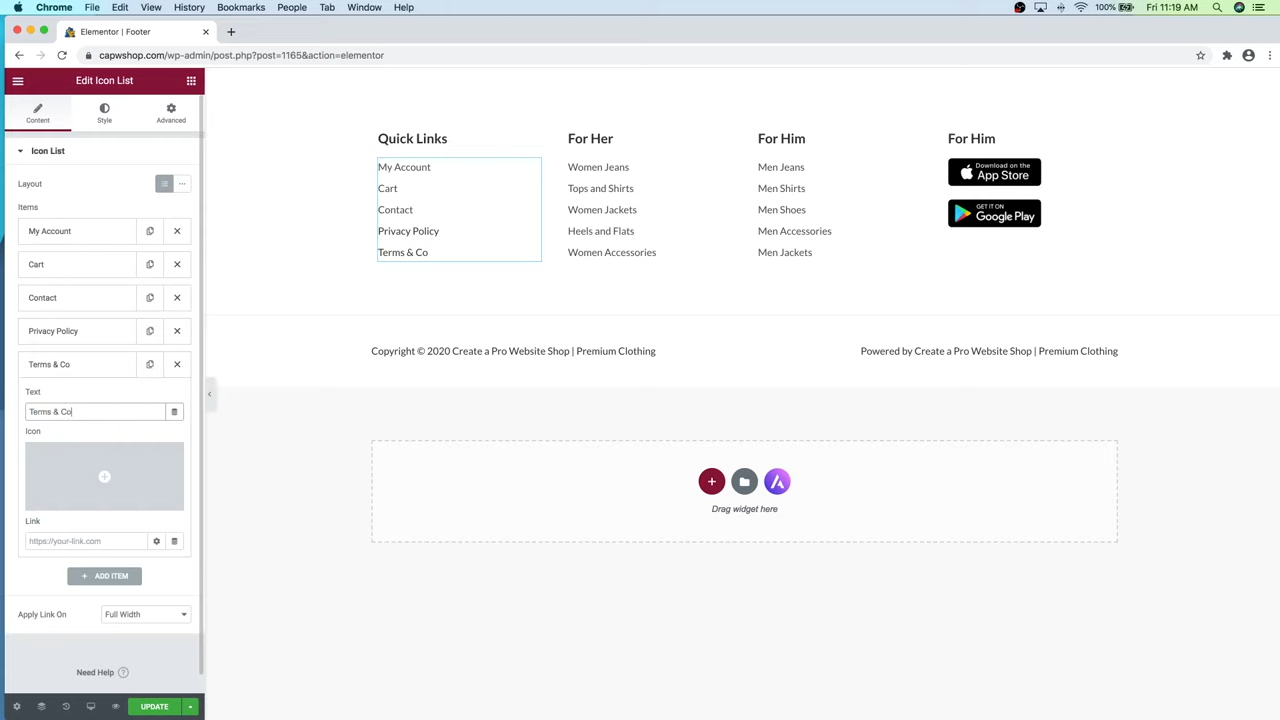 Chrome File Edit View History Bookmarks People Tab Window Help
100% Fri 11:19 AM
Elementor | Footer
capwshop.com/wp-admin/post.php?post=1165&action=elementor
Edit Icon List
Content Style Advanced
Icon List
Layout
Items
My Account
Cart
Contact
Privacy Policy
Terms & Co
Text
Terms & Co
Icon
Link
https://your-link.com
+ ADD ITEM
Apply Link On Full Width
Need Help ?
UPDATE
Quick Links
My Account
Cart
Contact
Privacy Policy
Terms & Co
For Her
Women Jeans
Tops and Shirts
Women Jackets
Heels and Flats
Women Accessories
For Him
Men Jeans
Men Shirts
Men Shoes
Men Accessories
Men Jackets
For Him
Download on the
App Store
GET IT ON
Google Play
Copyright © 2020 Create a Pro Website Shop | Premium Clothing
Powered by Create a Pro Website Shop | Premium Clothing
Drag widget here